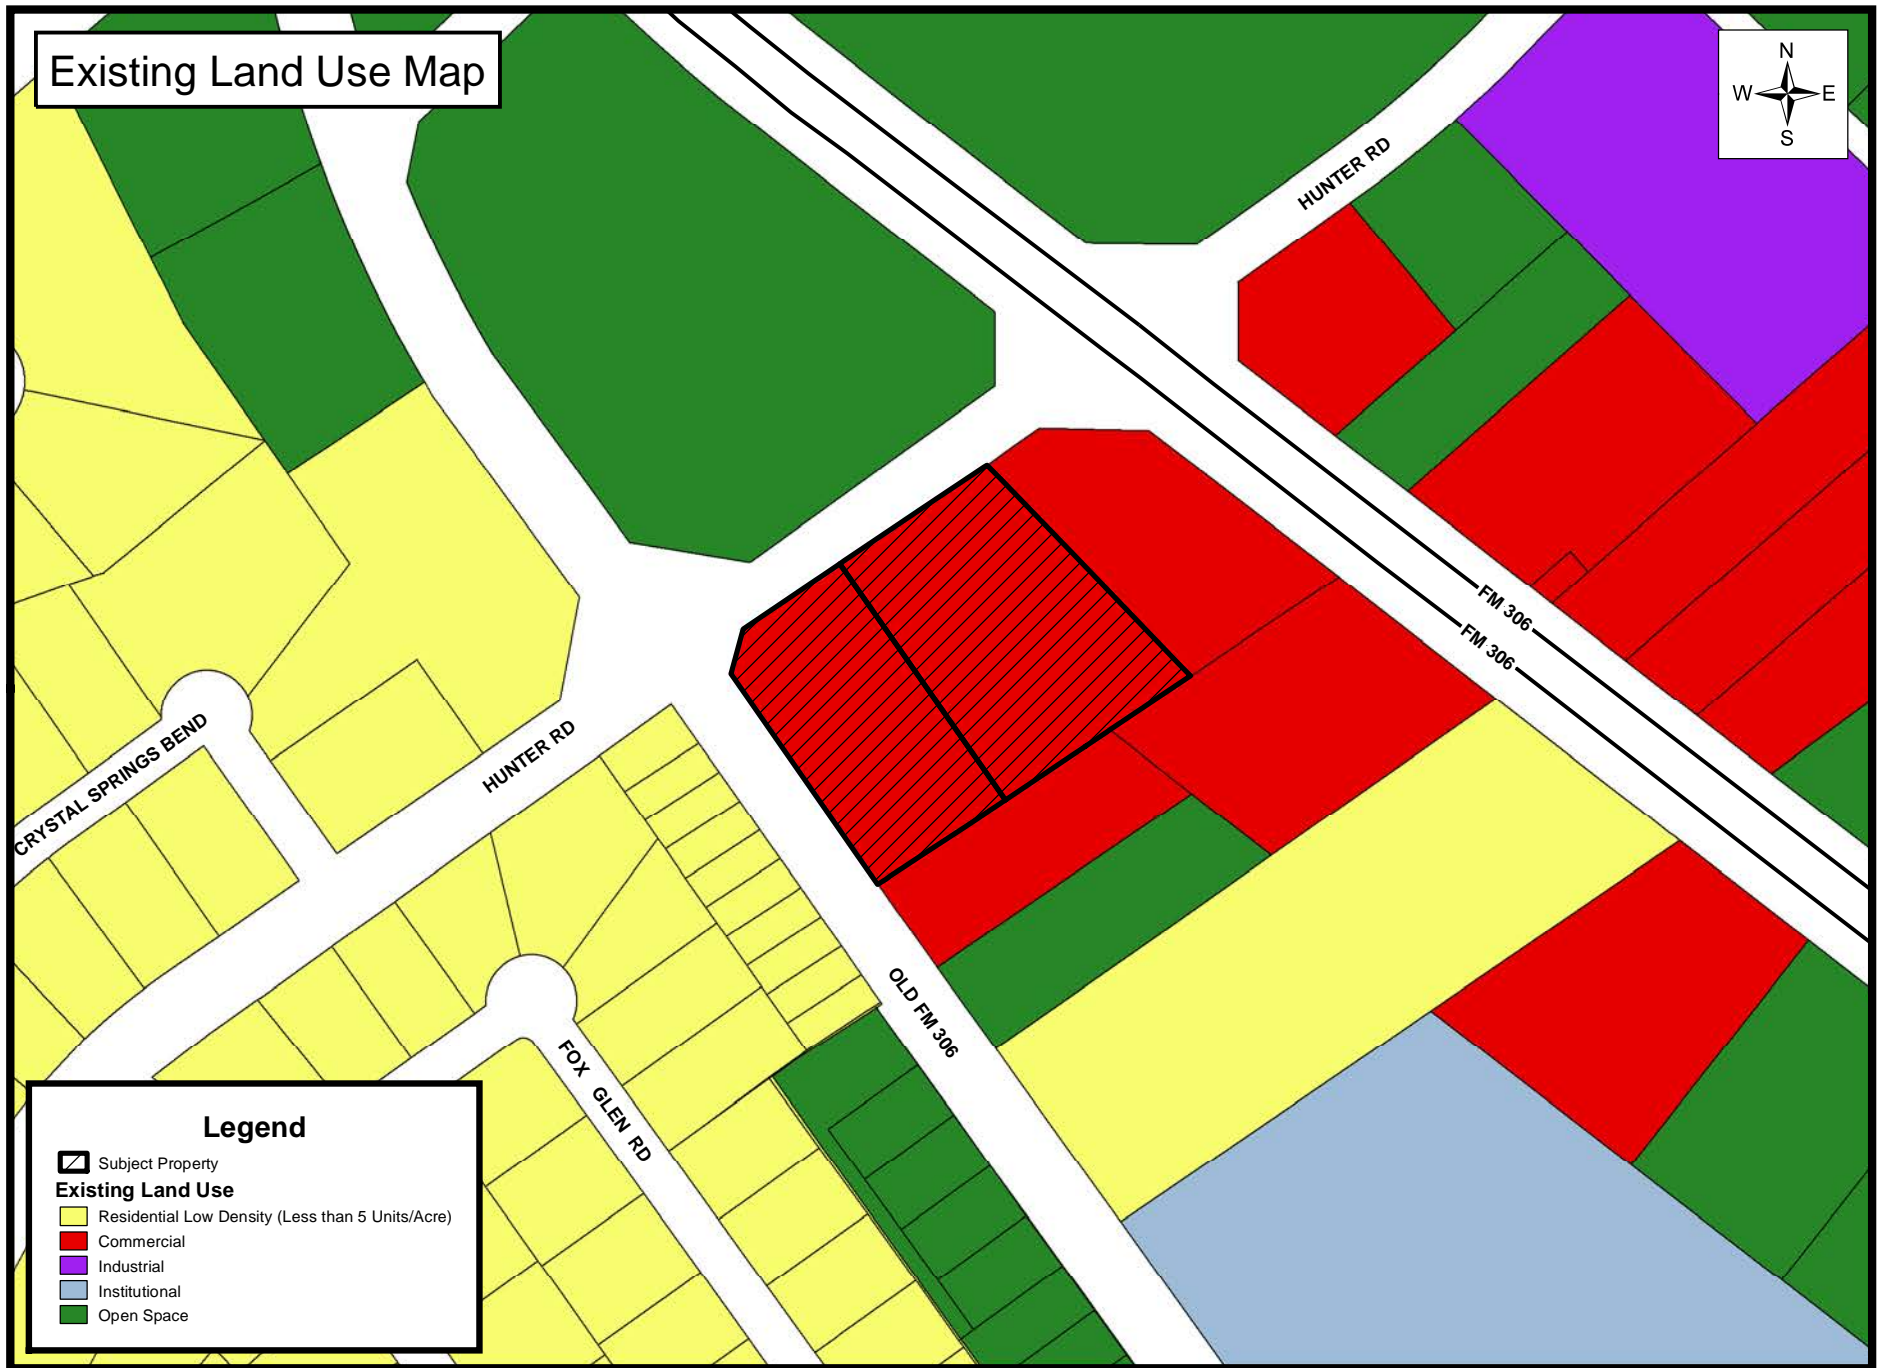 Existing Land Use Map
N
W E
S
HUNTER RD
FM 306
FM 306
HUNTER RD
CRYSTAL SPRINGS BEND
OLD FM 306
FOX GLEN RD
Legend
Subject Property
Existing Land Use
Residential Low Density (Less than 5 Units/Acre)
Commercial
Industrial
Institutional
Open Space